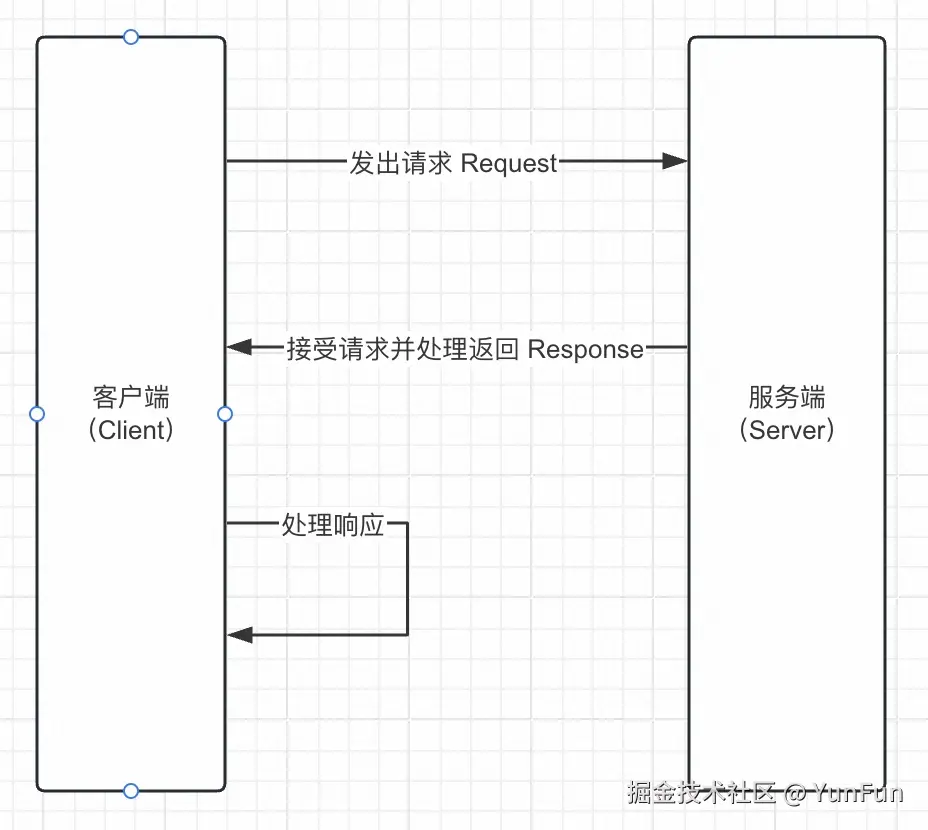 发出请求 Request
接受请求并处理返回 Response
客户端
（Client）
服务端
（Server）
处理响应
掘金技术社区 @ YunFun